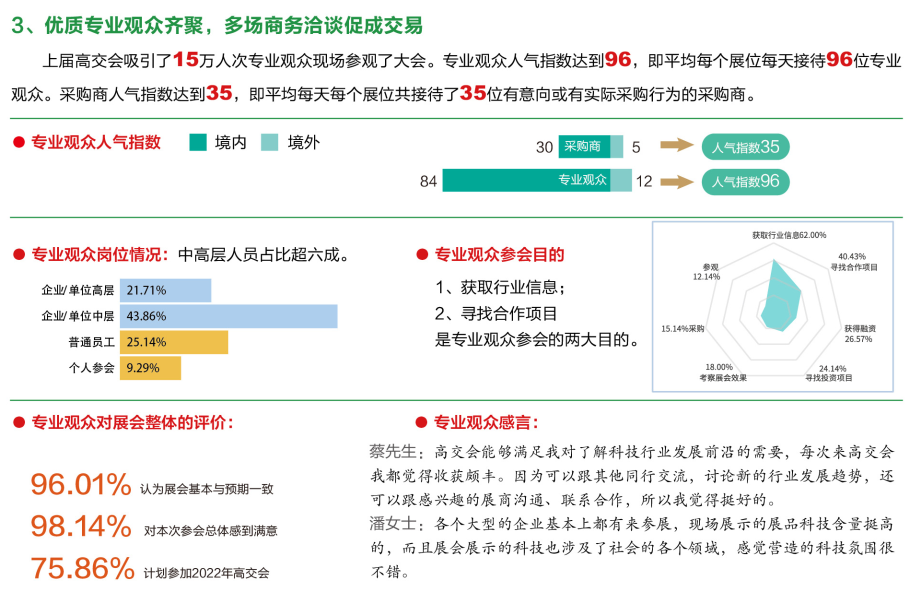 3、优质专业观众齐聚，多场商务洽谈促成交易
上届高交会吸引了15万人次专业观众现场参观了大会。专业观众人气指数达到96，即平均每个展位每天接待96位专业
观众。采购商人气指数达到35，即平均每天每个展位共接待了35位有意向或有实际采购行为的采购商。
专业观众人气指数 境内 境外
30 采购商 5 人气指数35
84 专业观众 12 人气指数96
专业观众岗位情况：中高层人员占比超六成。
企业/单位高层 21.71%
企业/单位中层 43.86%
普通员工 25.14%
个人参会 9.29%
专业观众参会目的
1、获取行业信息；
2、寻找合作项目
是专业观众参会的两大目的。
获取行业信息62.00%
40.43%
寻找合作项目
获得融资
26.57%
24.14%
寻找投资项目
18.00%
考察展会效果
15.14%采购
参观
12.14%
专业观众对展会整体的评价：
96.01% 认为展会基本与预期一致
98.14% 对本次参会总体感到满意
75.86% 计划参加2022年高交会
专业观众感言：
蔡先生：高交会能够满足我对了解科技行业发展前沿的需要，每次来高交会
我都觉得收获颇丰。因为可以跟其他同行交流，讨论新的行业发展趋势，还
可以跟感兴趣的展商沟通、联系合作，所以我觉得挺好的。
潘女士：各个大型的企业基本上都有来参展，现场展示的展品科技含量挺高
的，而且展会展示的科技也涉及了社会的各个领域，感觉营造的科技氛围很
不错。